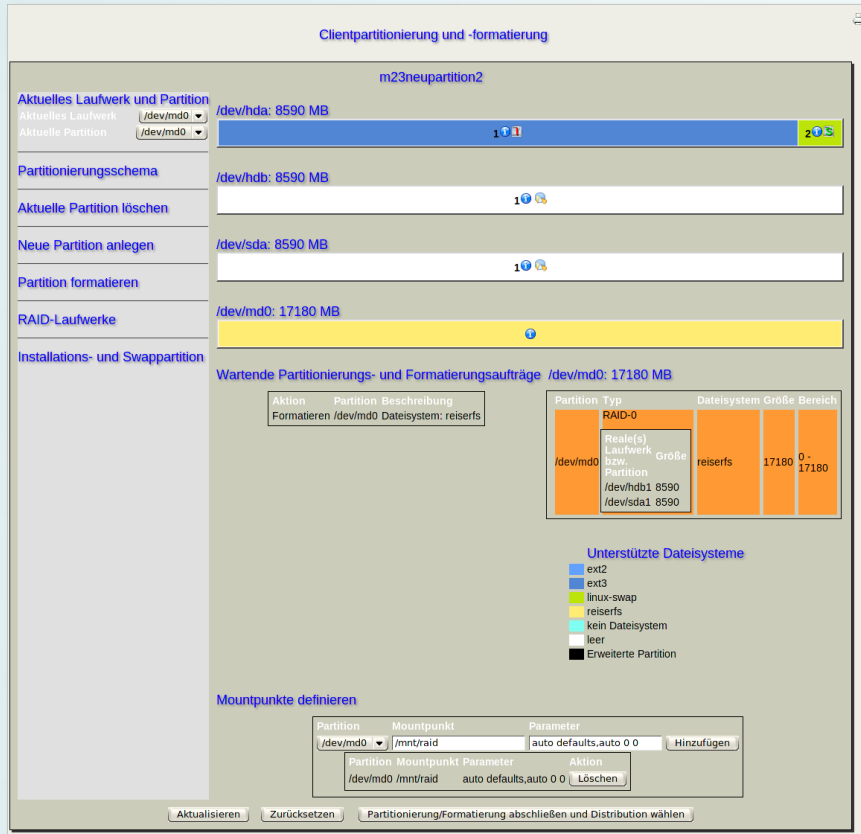 Clientpartitionierung und -formatierung
m23neupartition2
Aktuelles Laufwerk und Partition
Aktuelles Laufwerk /dev/md0
Aktuelle Partition /dev/md0
Partitionierungsschema
Aktuelle Partition löschen
Neue Partition anlegen
Partition formatieren
RAID-Laufwerke
Installations- und Swappartition
/dev/hda: 8590 MB
1 2
/dev/hdb: 8590 MB
1
/dev/sda: 8590 MB
1
/dev/md0: 17180 MB
Wartende Partitionierungs- und Formatierungsaufträge
Aktion Partition Beschreibung
Formatieren /dev/md0 Dateisystem: reiserfs
/dev/md0: 17180 MB
Partition Typ Dateisystem Größe Bereich
RAID-0
Reale(s)
Laufwerk
bzw.
Partition
Größe
/dev/hdb1 8590
/dev/sda1 8590
/dev/md0 reiserfs 17180 0 -
17180
Unterstützte Dateisysteme
ext2
ext3
linux-swap
reiserfs
kein Dateisystem
leer
Erweiterte Partition
Mountpunkte definieren
Partition Mountpunkt Parameter
/dev/md0 /mnt/raid auto defaults,auto 0 0 Hinzufügen
Partition Mountpunkt Parameter Aktion
/dev/md0 /mnt/raid auto defaults,auto 0 0 Löschen
Aktualisieren Zurücksetzen Partitionierung/Formatierung abschließen und Distribution wählen